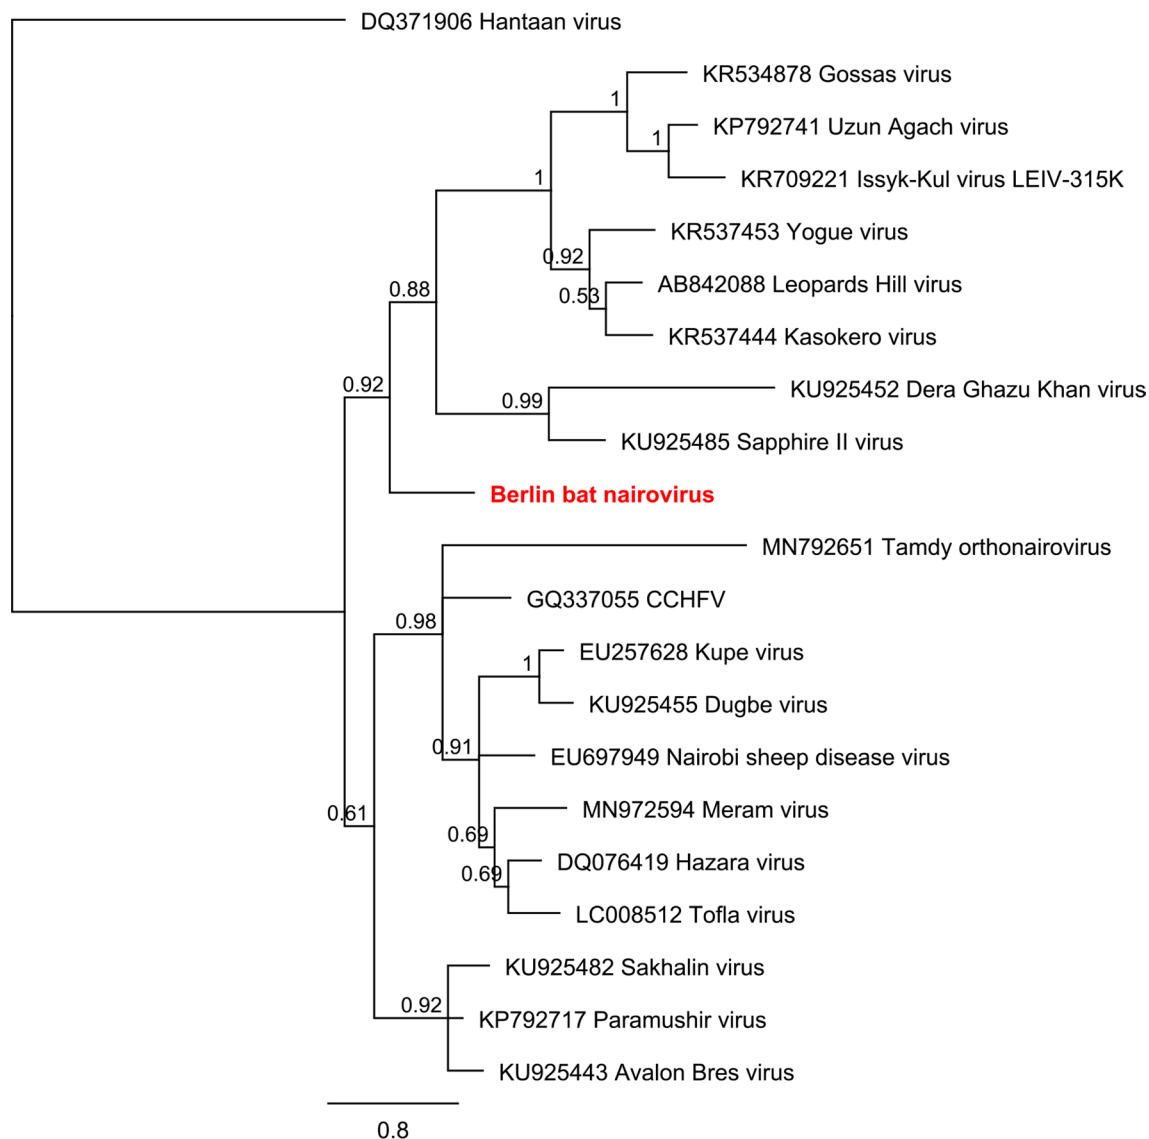 DQ371906 Hantaan virus
KR534878 Gossas virus
1
KP792741 Uzun Agach virus
1
KR709221 Issyk-Kul virus LEIV-315K
1
KR537453 Yogue virus
0.92
AB842088 Leopards Hill virus
0.88
0.53
KR537444 Kasokero virus
0.92
KU925452 Dera Ghazu Khan virus
0.99
KU925485 Sapphire II virus
Berlin bat nairovirus
MN792651 Tamdy orthonairovirus
GQ337055 CCHFV
0.98
EU257628 Kupe virus
1
KU925455 Dugbe virus
0.91
EU697949 Nairobi sheep disease virus
MN972594 Meram virus
0.61
0.69
DQ076419 Hazara virus
0.69
LC008512 Tofla virus
KU925482 Sakhalin virus
0.92
KP792717 Paramushir virus
KU925443 Avalon Bres virus
0.8